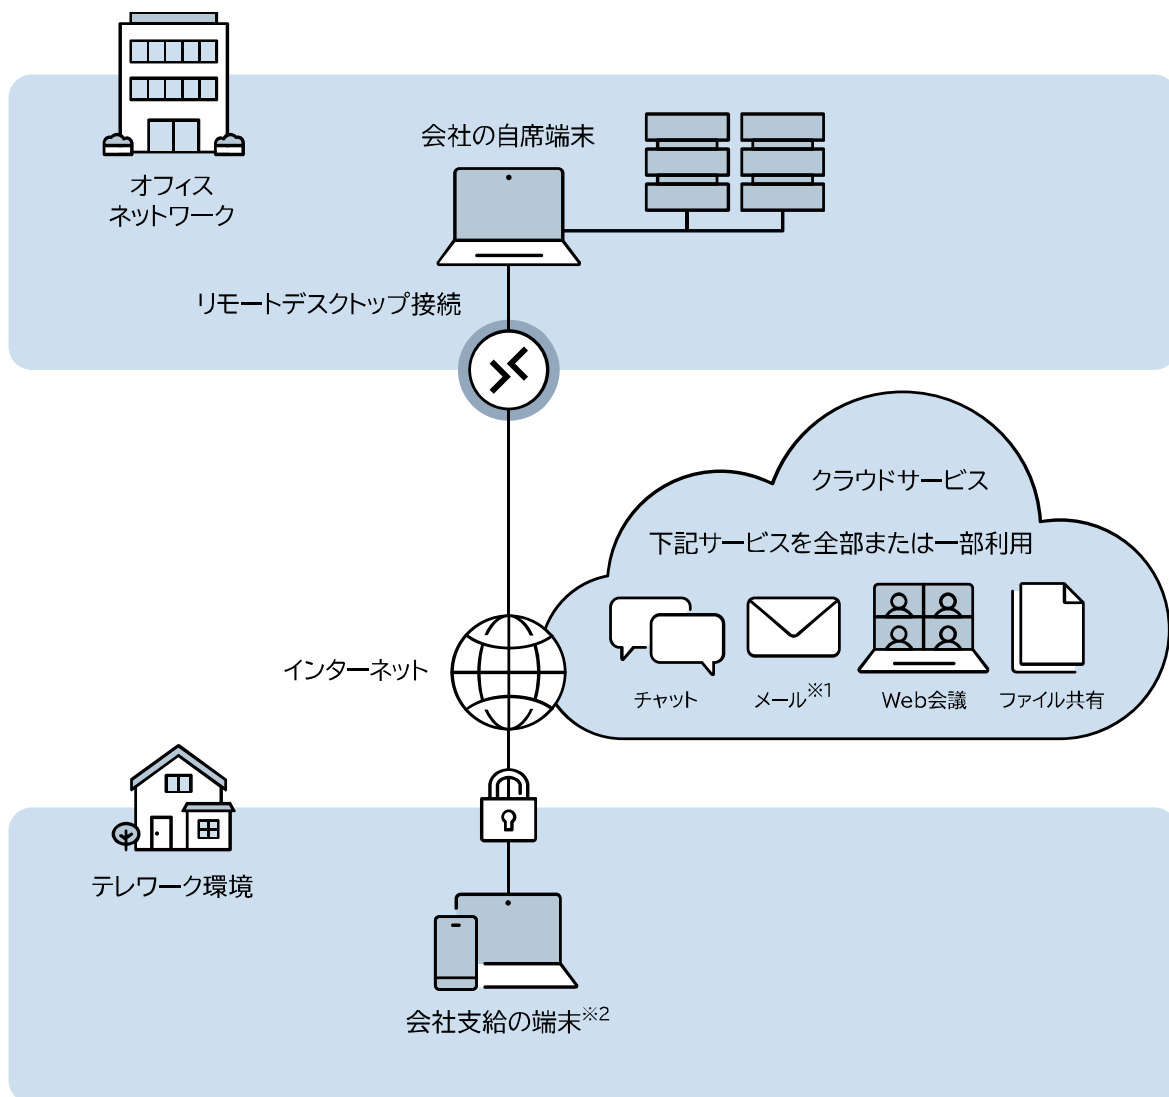 会社の自席端末
オフィス
ネットワーク
リモートデスクトップ接続
クラウドサービス
下記サービスを全部または一部利用
インターネット
チャット
メール※1
Web会議
ファイル共有
テレワーク環境
会社支給の端末※2